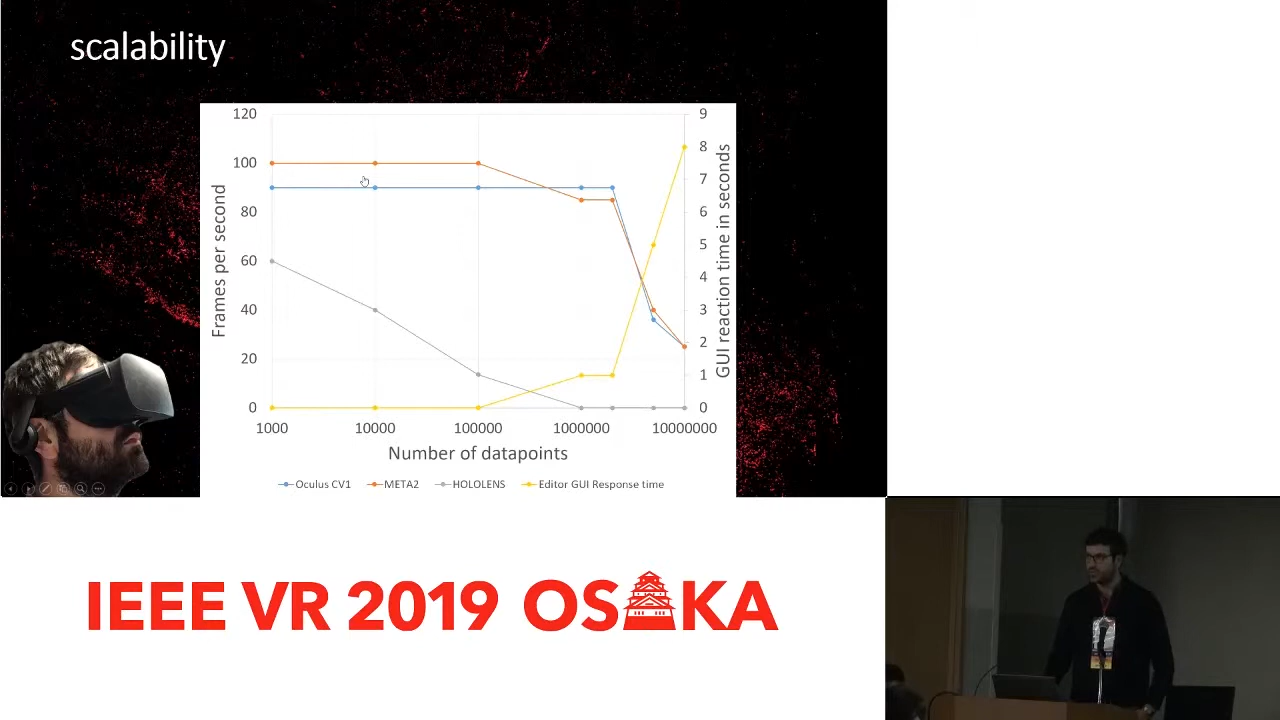 scalability
120
100
80
60
40
20
0
Frames per second
9
8
7
6
5
4
3
2
1
0
GUI reaction time in seconds
1000 10000 100000 1000000 10000000
Number of datapoints
Oculus CV1 META2 HOLOLENS Editor GUI Response time
IEEE VR 2019 OSAKA